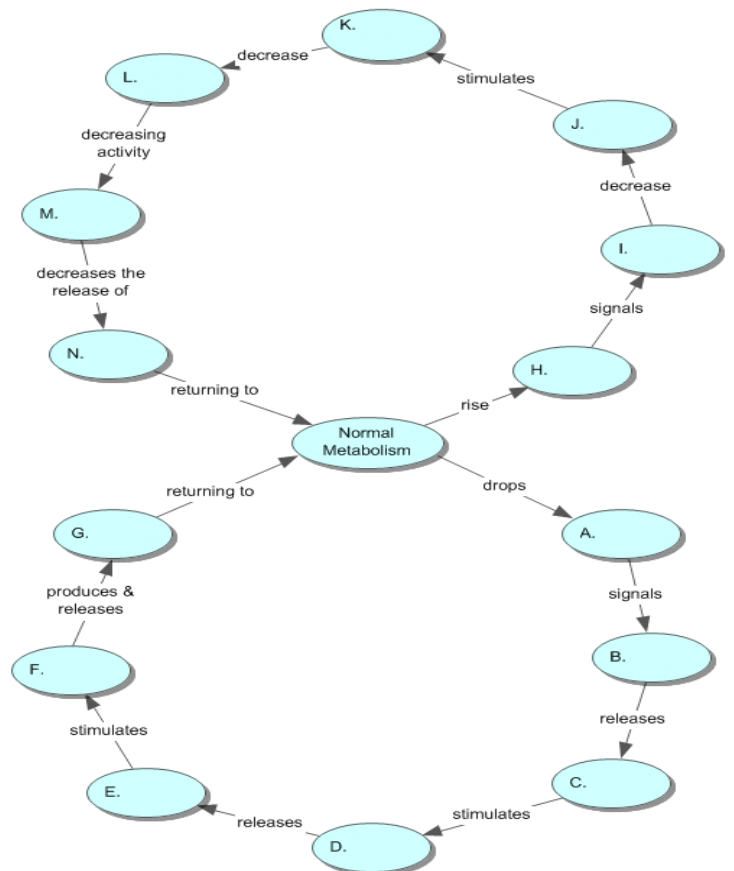 K.
decrease
L.
stimulates
J.
decreasing
activity
decrease
M.
I.
decreases the
release of
signals
N.
H.
returning to
rise
Normal
Metabolism
drops
returning to
G.
A.
produces &
releases
signals
B.
F.
releases
stimulates
C.
E.
stimulates
releases
D.